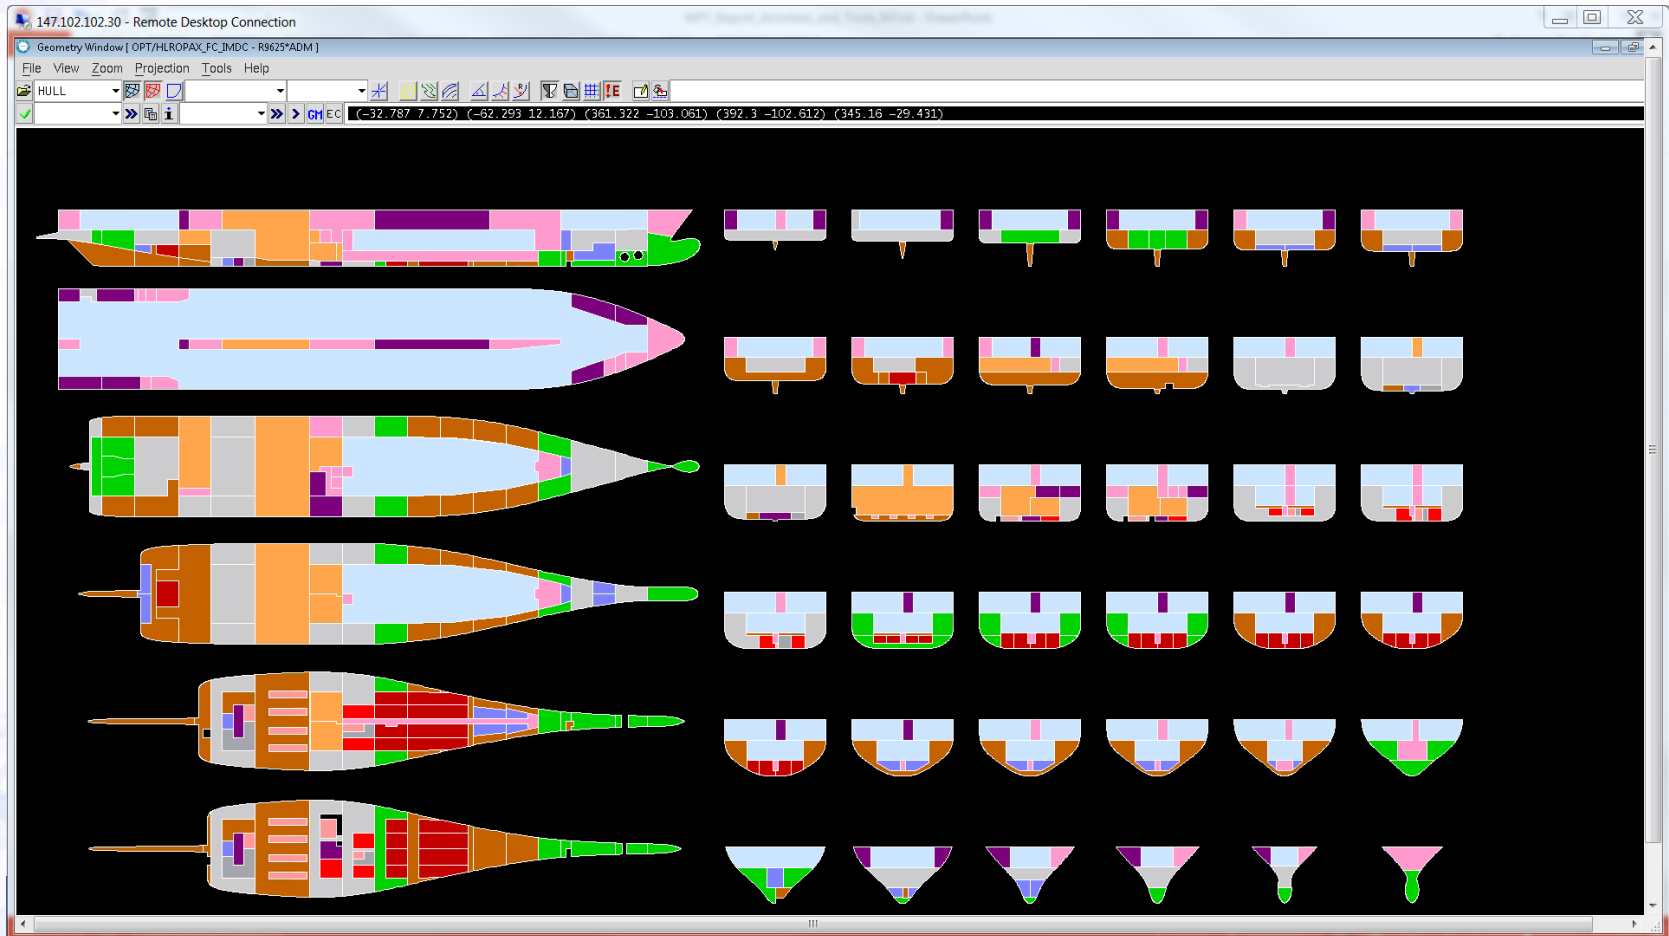 147.102.102.30 - Remote Desktop Connection
Geometry Window [ OPT/HLROPAX_FC_IMDC - R9625*ADM ]
File View Zoom Projection Tools Help
HULL
!E
GM EC (-32.787 7.752) (-62.293 12.167) (361.322 -103.061) (392.3 -102.612) (345.16 -29.431)